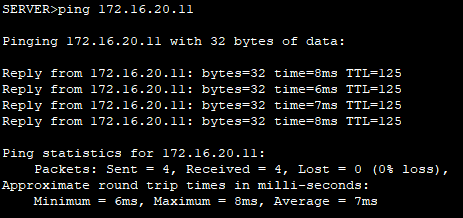 SERVER>ping 172.16.20.11
Pinging 172.16.20.11 with 32 bytes of data:
Reply from 172.16.20.11: bytes=32 time=8ms TTL=125
Reply from 172.16.20.11: bytes=32 time=6ms TTL=125
Reply from 172.16.20.11: bytes=32 time=7ms TTL=125
Reply from 172.16.20.11: bytes=32 time=8ms TTL=125
Ping statistics for 172.16.20.11:
    Packets: Sent = 4, Received = 4, Lost = 0 (0% loss),
Approximate round trip times in milli-seconds:
    Minimum = 6ms, Maximum = 8ms, Average = 7ms